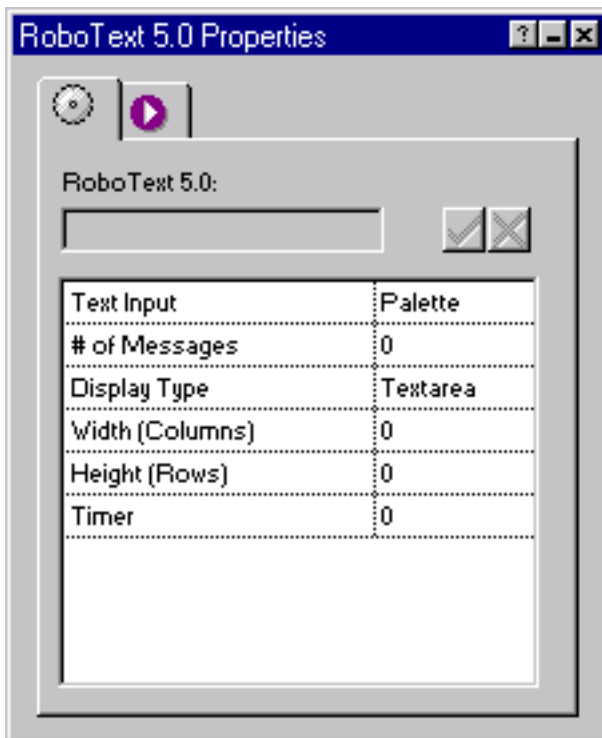 RoboText 5.0 Properties
RoboText 5.0:
Text Input Palette
# of Messages 0
Display Type Textarea
Width (Columns) 0
Height (Rows) 0
Timer 0